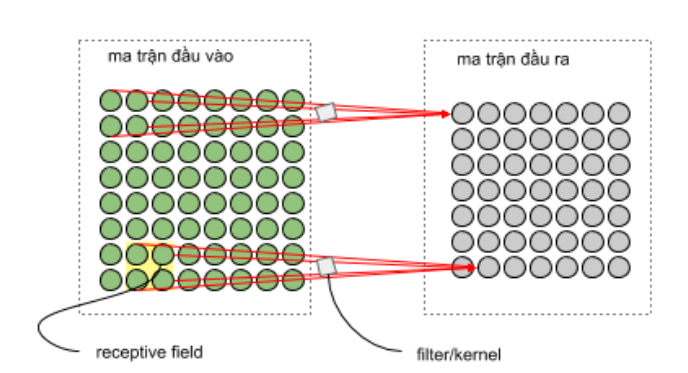 ma trận đầu vào
ma trận đầu ra
receptive field
filter/kernel